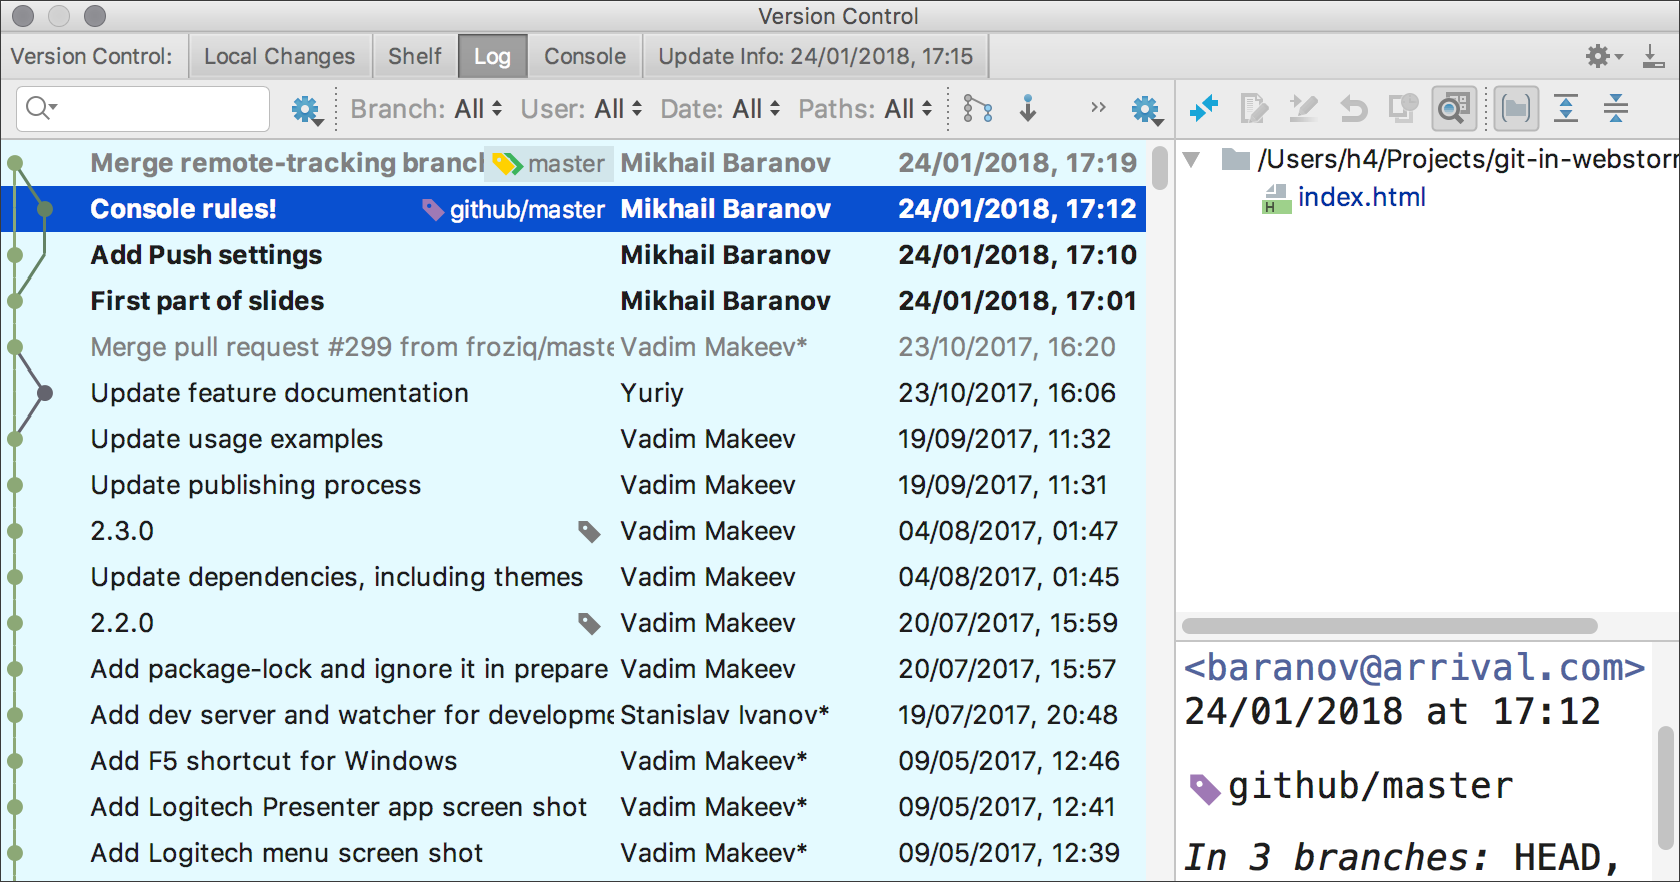 Version Control
Version Control: Local Changes Shelf Log Console Update Info: 24/01/2018, 17:15
Branch: All User: All Date: All Paths: All
Merge remote-tracking branch master Mikhail Baranov 24/01/2018, 17:19
Console rules! github/master Mikhail Baranov 24/01/2018, 17:12
Add Push settings Mikhail Baranov 24/01/2018, 17:10
First part of slides Mikhail Baranov 24/01/2018, 17:01
Merge pull request #299 from froziq/maste Vadim Makeev* 23/10/2017, 16:20
Update feature documentation Yuriy 23/10/2017, 16:06
Update usage examples Vadim Makeev 19/09/2017, 11:32
Update publishing process Vadim Makeev 19/09/2017, 11:31
2.3.0 Vadim Makeev 04/08/2017, 01:47
Update dependencies, including themes Vadim Makeev 04/08/2017, 01:45
2.2.0 Vadim Makeev 20/07/2017, 15:59
Add package-lock and ignore it in prepare Vadim Makeev 20/07/2017, 15:57
Add dev server and watcher for developme Stanislav Ivanov* 19/07/2017, 20:48
Add F5 shortcut for Windows Vadim Makeev* 09/05/2017, 12:46
Add Logitech Presenter app screen shot Vadim Makeev* 09/05/2017, 12:41
Add Logitech menu screen shot Vadim Makeev* 09/05/2017, 12:39
/Users/h4/Projects/git-in-webstorm
H index.html
<baranov@arrival.com>
24/01/2018 at 17:12
github/master
In 3 branches: HEAD,